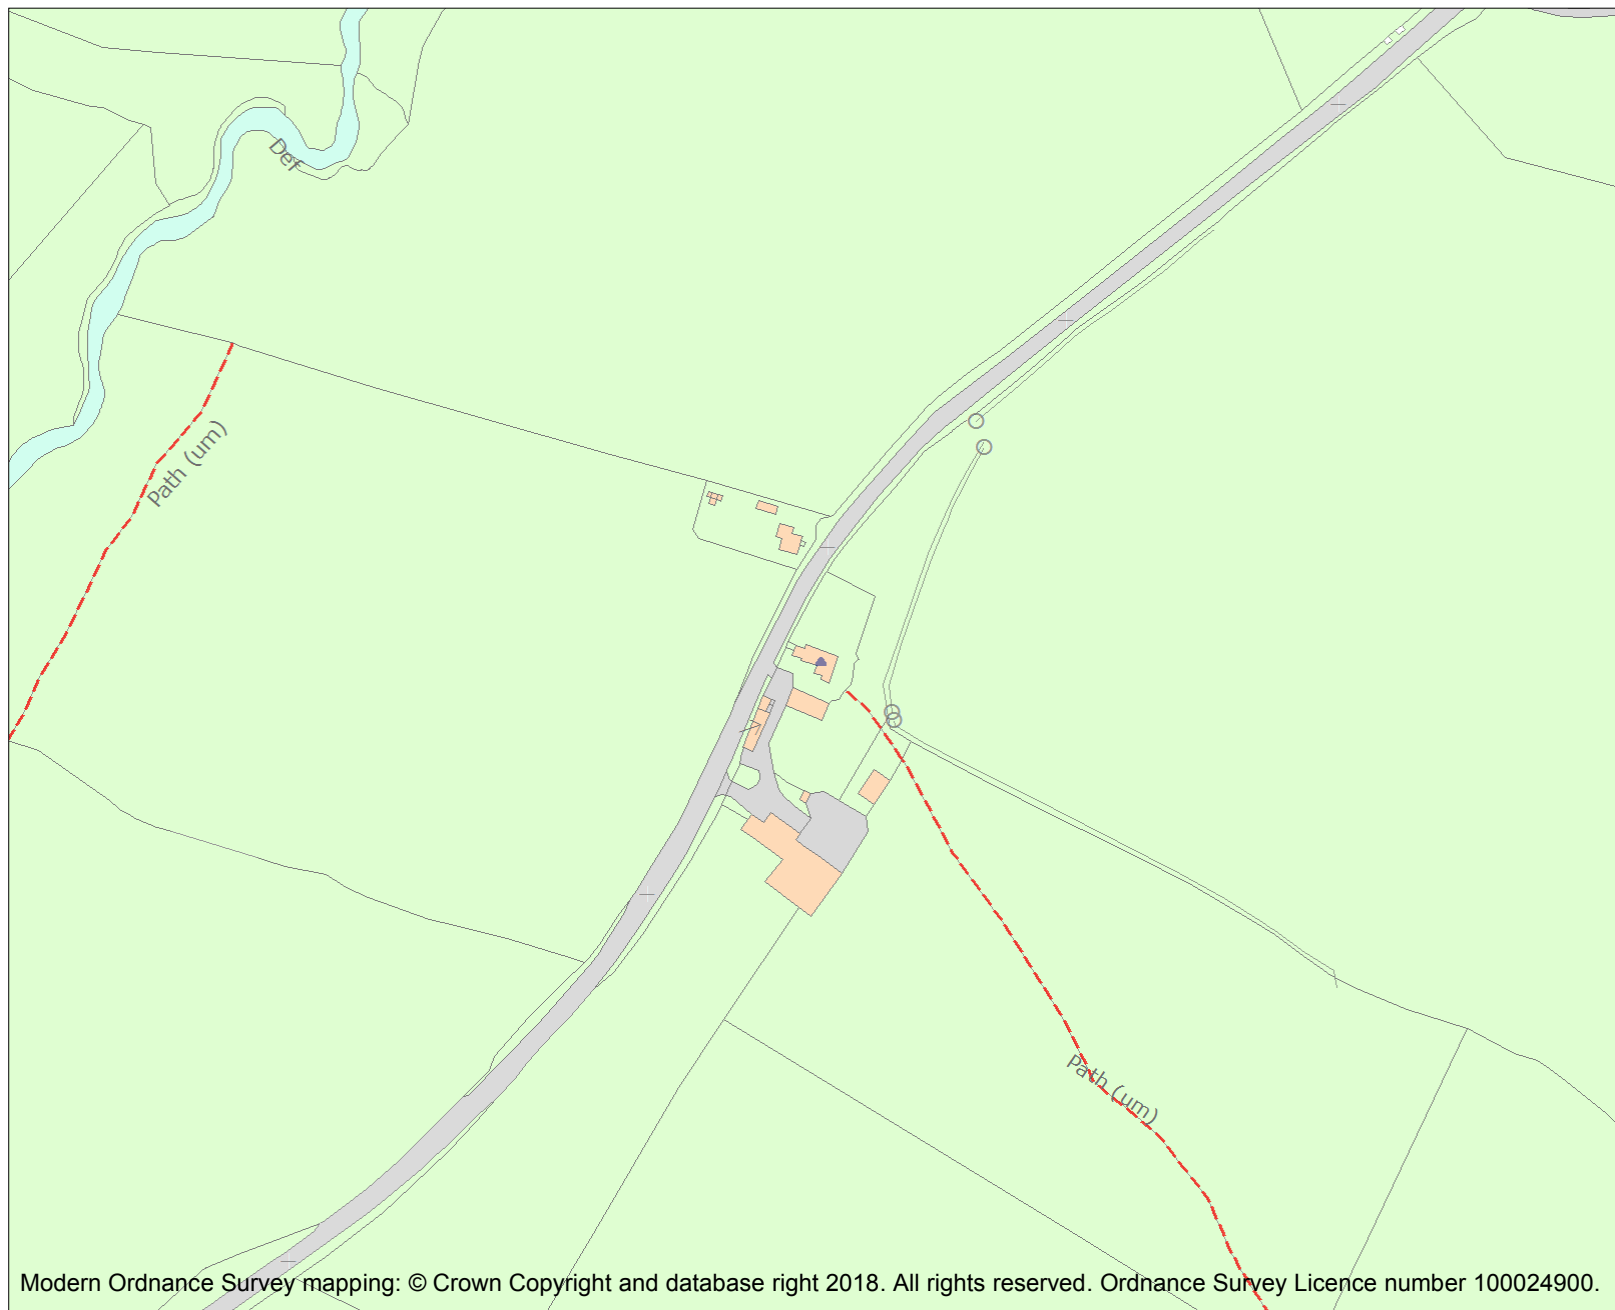 Def
Path (um)
Path (um)
Modern Ordnance Survey mapping: © Crown Copyright and database right 2018. All rights reserved. Ordnance Survey Licence number 100024900.